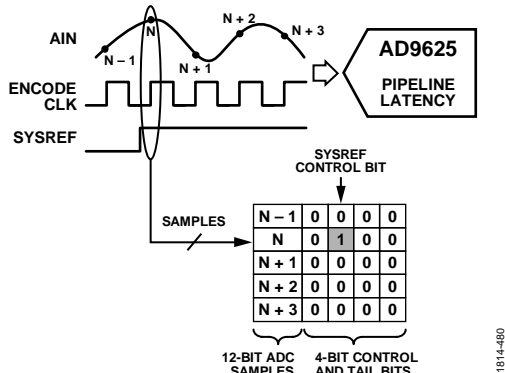 AIN
N – 1
N
N + 1
N + 2
N + 3
ENCODE
CLK
SYSREF
AD9625
PIPELINE
LATENCY
SYSREF
CONTROL BIT
SAMPLES
N – 1 0 0 0 0
N 0 1 0 0
N + 1 0 0 0 0
N + 2 0 0 0 0
N + 3 0 0 0 0
12-BIT ADC
SAMPLES
4-BIT CONTROL
AND TAIL BITS
1814-480